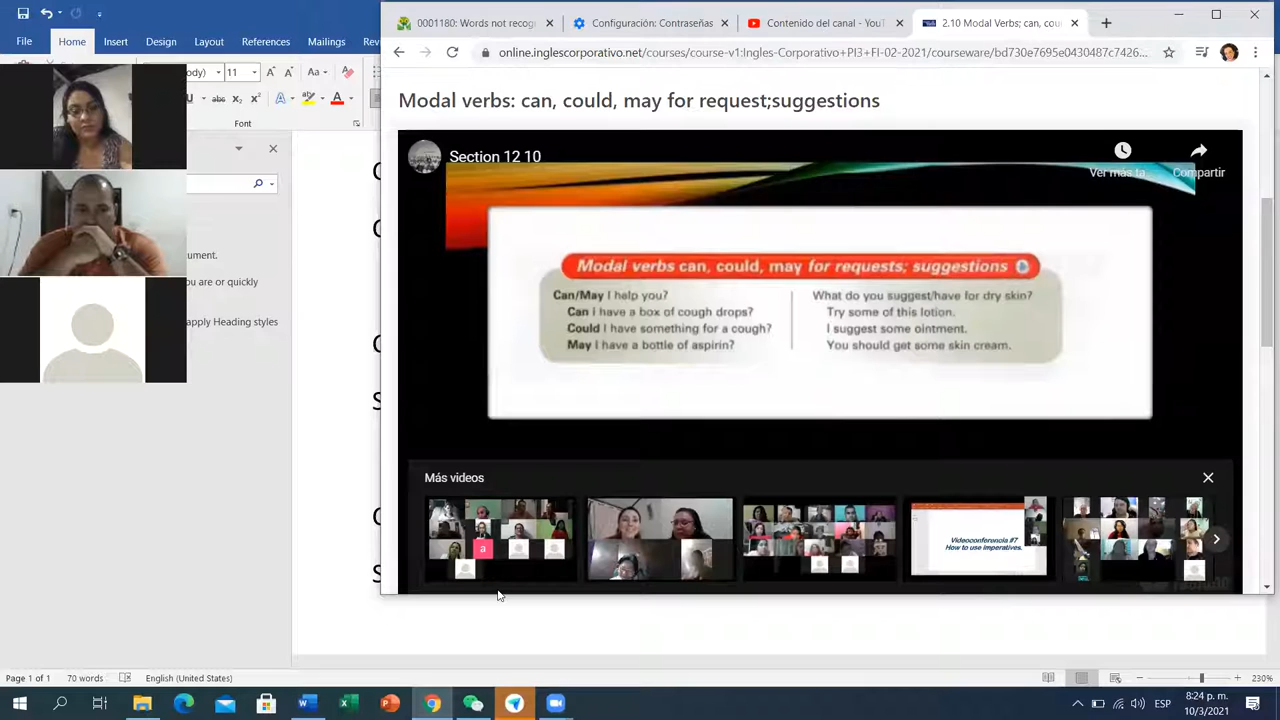 0001180: Words not recog
Configuración: Contraseñas
Contenido del canal - YouT
2.10 Modal Verbs; can, cou
File Home Insert Design Layout References Mailings
online.inglescorporativo.net/courses/course-v1:Ingles-Corporativo+PI3+FI-02-2021/courseware/bd730e7695e0430487c7426...
ody) 11
Font
Modal verbs: can, could, may for request;suggestions
Section 12 10
Ver más ta
Compartir
Modal verbs can, could, may for requests; suggestions
Can/May I help you?
Can I have a box of cough drops?
Could I have something for a cough?
May I have a bottle of aspirin?
What do you suggest/have for dry skin?
Try some of this lotion.
I suggest some ointment.
You should get some skin cream.
ument.
u are or quickly
apply Heading styles
Más videos
a
Videoconferencia #7
How to use imperatives.
Page 1 of 1 70 words English (United States) 230%
ESP
8:24 p. m.
10/3/2021